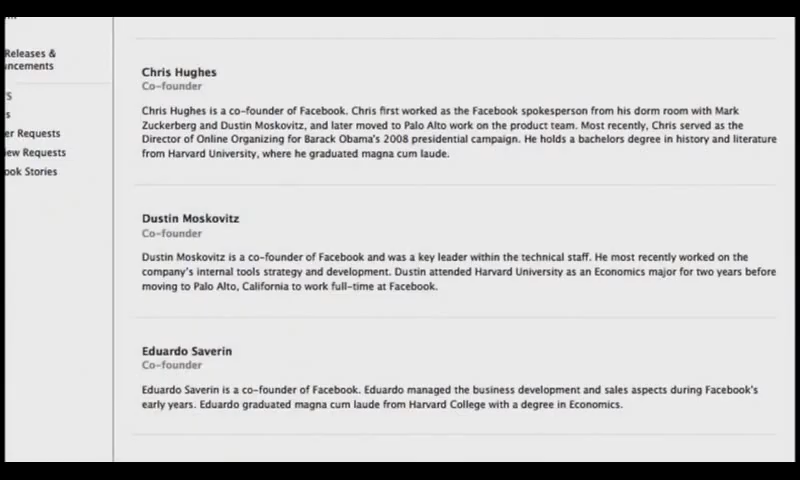 Releases &
s
Chris Hughes
Co-founder
Chris Hughes is a co-founder of Facebook. Chris first worked as the Facebook spokesperson from his dorm room with Mark
Zuckerberg and Dustin Moskovitz, and later moved to Palo Alto work on the product team. Most recently, Chris served as the
Director of Online Organizing for Barack Obama's 2008 presidential campaign. He holds a bachelors degree in history and literature
from Harvard University, where he graduated magna cum laude.
er Requests
iew Requests
ook Stories
Dustin Moskovitz
Co-founder
Dustin Moskovitz is a co-founder of Facebook and was a key leader within the technical staff. He most recently worked on the
company's internal tools strategy and development. Dustin attended Harvard University as an Economics major for two years before
moving to Palo Alto, California to work full-time at Facebook.
Eduardo Saverin
Co-founder
Eduardo Saverin is a co-founder of Facebook. Eduardo managed the business development and sales aspects during Facebook's
early years. Eduardo graduated magna cum laude from Harvard College with a degree in Economics.